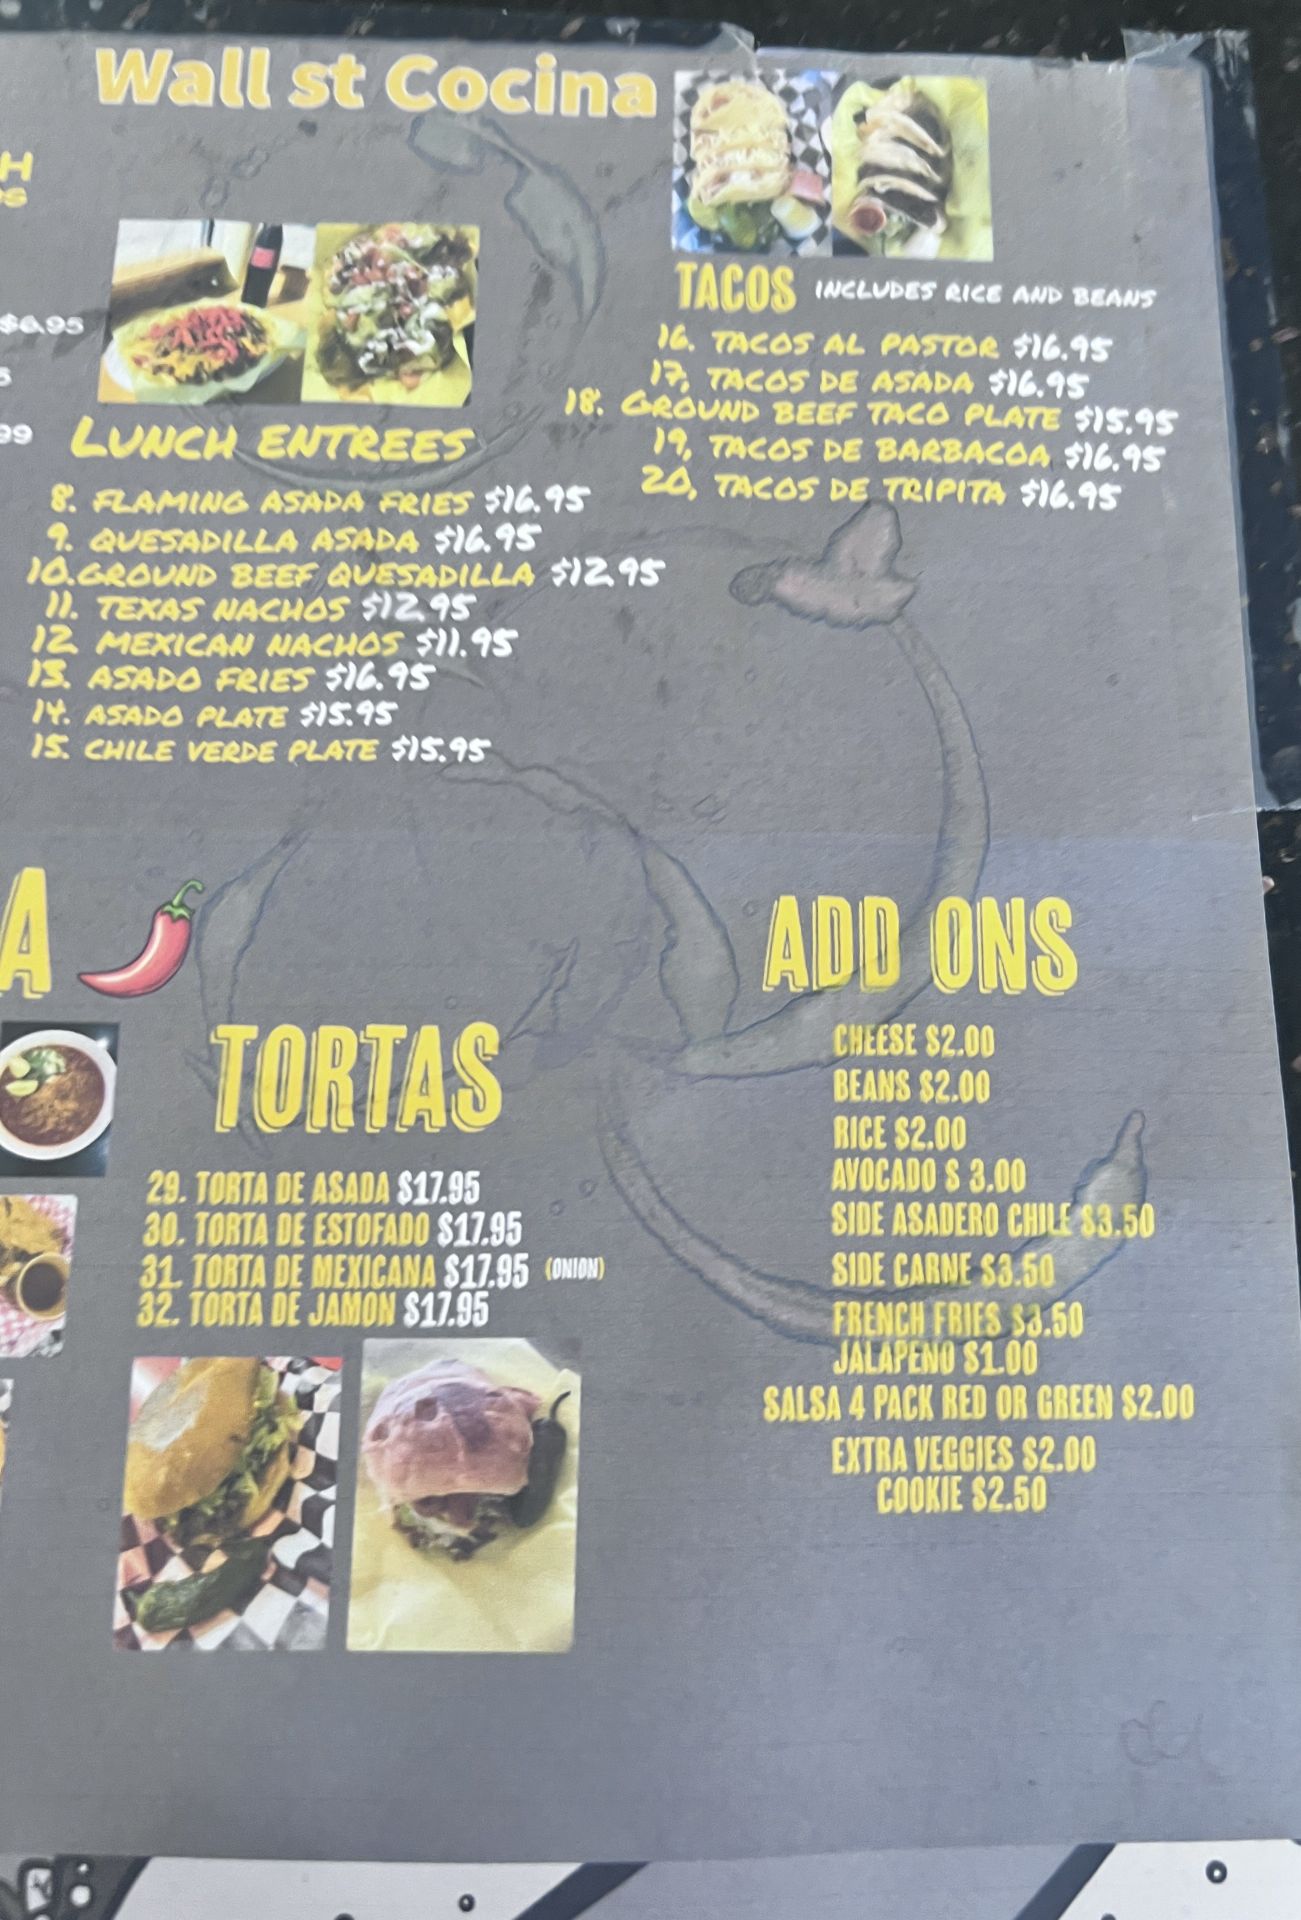 Wall st Cocina
H
$6.95
TACOS INCLUDES RICE AND BEANS
16. TACOS AL PASTOR $16.95
17, TACOS DE ASADA $16.95
18. GROUND BEEF TACO PLATE $15.95
19, TACOS DE BARBACOA $16.95
20, TACOS DE TRIPITA $16.95
99
LUNCH ENTREES
8. FLAMING ASADA FRIES $16.95
9. QUESADILLA ASADA $16.95
10.GROUND BEEF QUESADILLA $12.95
11. TEXAS NACHOS $12.95
12 MEXICAN NACHOS $11.95
13. ASADO FRIES $16.95
14. ASADO PLATE $15.95
15. CHILE VERDE PLATE $15.95
A
TORTAS
29. TORTA DE ASADA $17.95
30. TORTA DE ESTOFADO $17.95
31. TORTA DE MEXICANA $17.95 (ONION)
32. TORTA DE JAMON $17.95
ADD ONS
CHEESE $2.00
BEANS $2.00
RICE $2.00
AVOCADO $ 3.00
SIDE ASADERO CHILE $3.50
SIDE CARNE $3.50
FRENCH FRIES $3.50
JALAPENO $1.00
SALSA 4 PACK RED OR GREEN $2.00
EXTRA VEGGIES $2.00
COOKIE $2.50